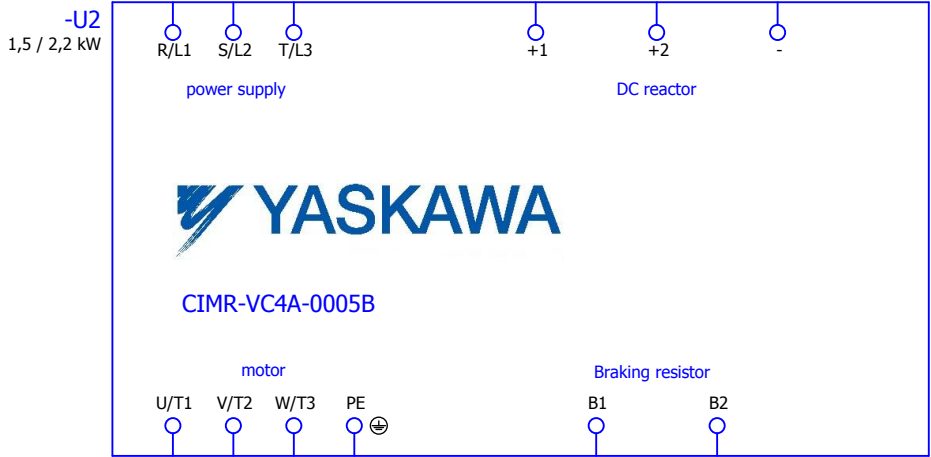 -U2
1,5 / 2,2 kW
R/L1 S/L2 T/L3 +1 +2 -
power supply DC reactor
YASKAWA
CIMR-VC4A-0005B
motor Braking resistor
U/T1 V/T2 W/T3 PE B1 B2